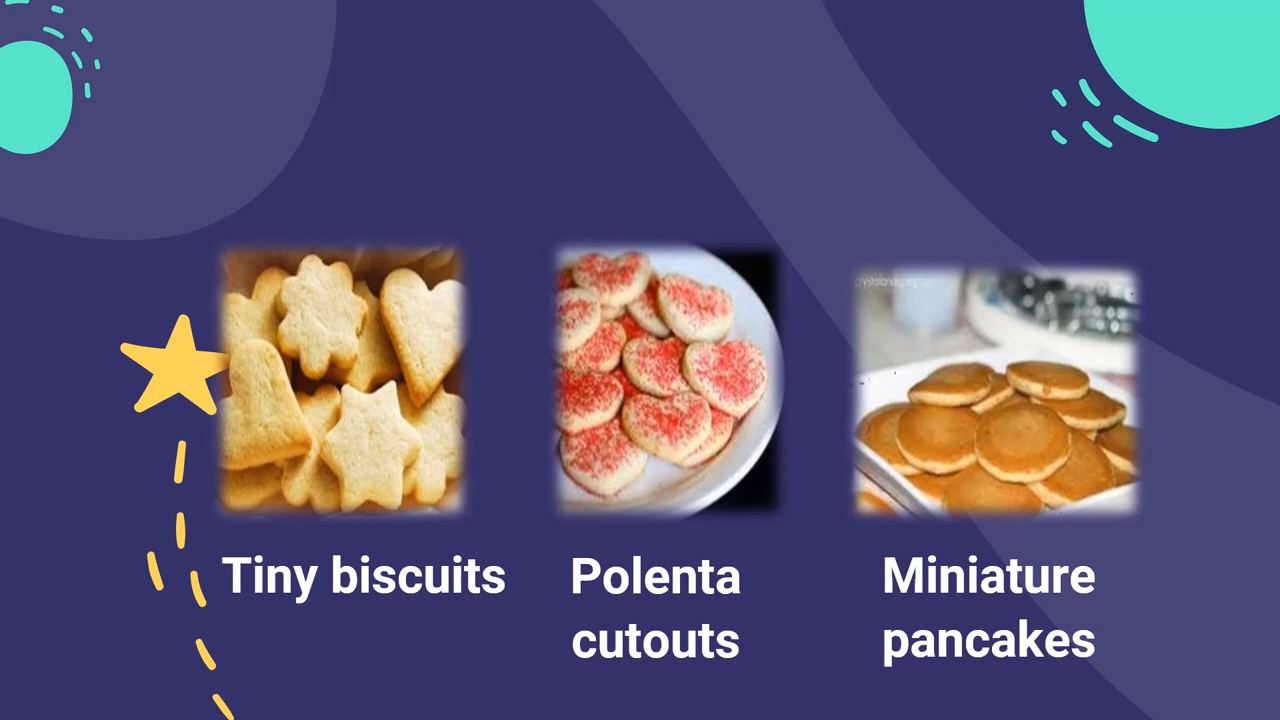 Tiny biscuits
Polenta
cutouts
Miniature
pancakes